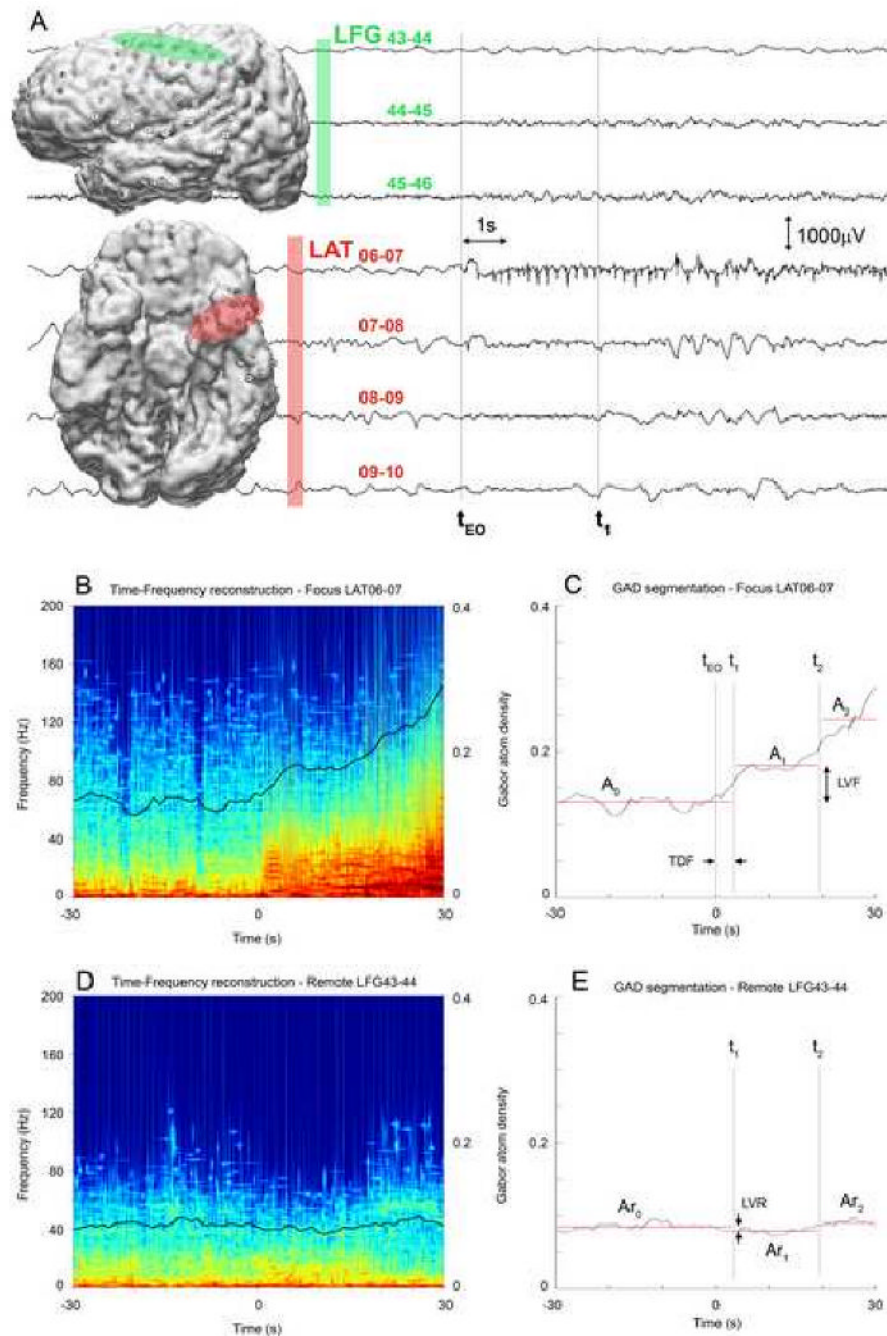 A
LFG 43-44
44-45
45-46
1s
1000μV
LAT 06-07
07-08
08-09
09-10
tEO t1
B Time-Frequency reconstruction - Focus LAT06-07
200
160
120
80
40
0
Frequency (Hz)
0.4
0.2
0
-30 0 30
Time (s)
C GAD segmentation - Focus LAT06-07
0.4
0.2
0
Gabor atom density
tEO t1 t2
A0 A1 A2
LVF
TDF
-30 0 30
Time (s)
D Time-Frequency reconstruction - Remote LFG43-44
200
160
120
80
40
0
Frequency (Hz)
0.4
0.2
0
-30 0 30
Time (s)
E GAD segmentation - Remote LFG43-44
0.4
0.2
0
Gabor atom density
t1 t2
Ar0 LVR Ar1 Ar2
-30 0 30
Time (s)